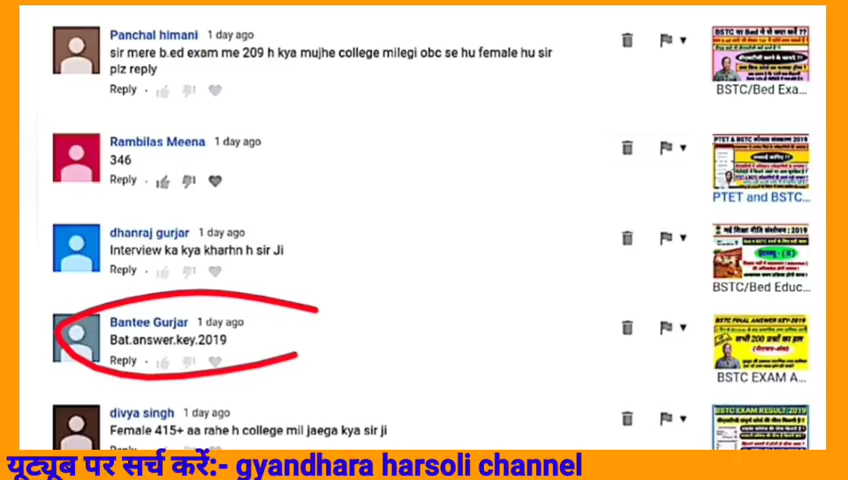 Panchal himani 1 day ago
sir mere b.ed exam me 209 h kya mujhe college milegi obc se hu female hu sir
plz reply
Reply
BSTC/Bed Exa...
Rambilas Meena 1 day ago
346
Reply
PTET and BSTC...
dhanraj gurjar 1 day ago
Interview ka kya kharhn h sir Ji
Reply
BSTC/Bed Educ...
Bantee Gurjar 1 day ago
Bat.answer.key.2019
Reply
BSTC FINAL ANSWER KEY-2019
BSTC EXAM A...
divya singh 1 day ago
Female 415+ aa rahe h college mil jaega kya sir ji
BSTC EXAM RESULT:2019
यूट्यूब पर सर्च करें:- gyandhara harsoli channel